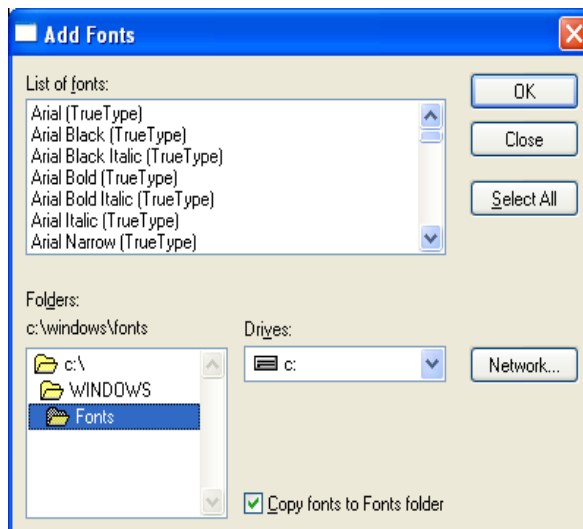 Add Fonts
List of fonts:
Arial (TrueType)
Arial Black (TrueType)
Arial Black Italic (TrueType)
Arial Bold (TrueType)
Arial Bold Italic (TrueType)
Arial Italic (TrueType)
Arial Narrow (TrueType)
OK
Close
Select All
Folders:
c:\windows\fonts
c:\
WINDOWS
Fonts
Drives:
c:
Network...
Copy fonts to Fonts folder